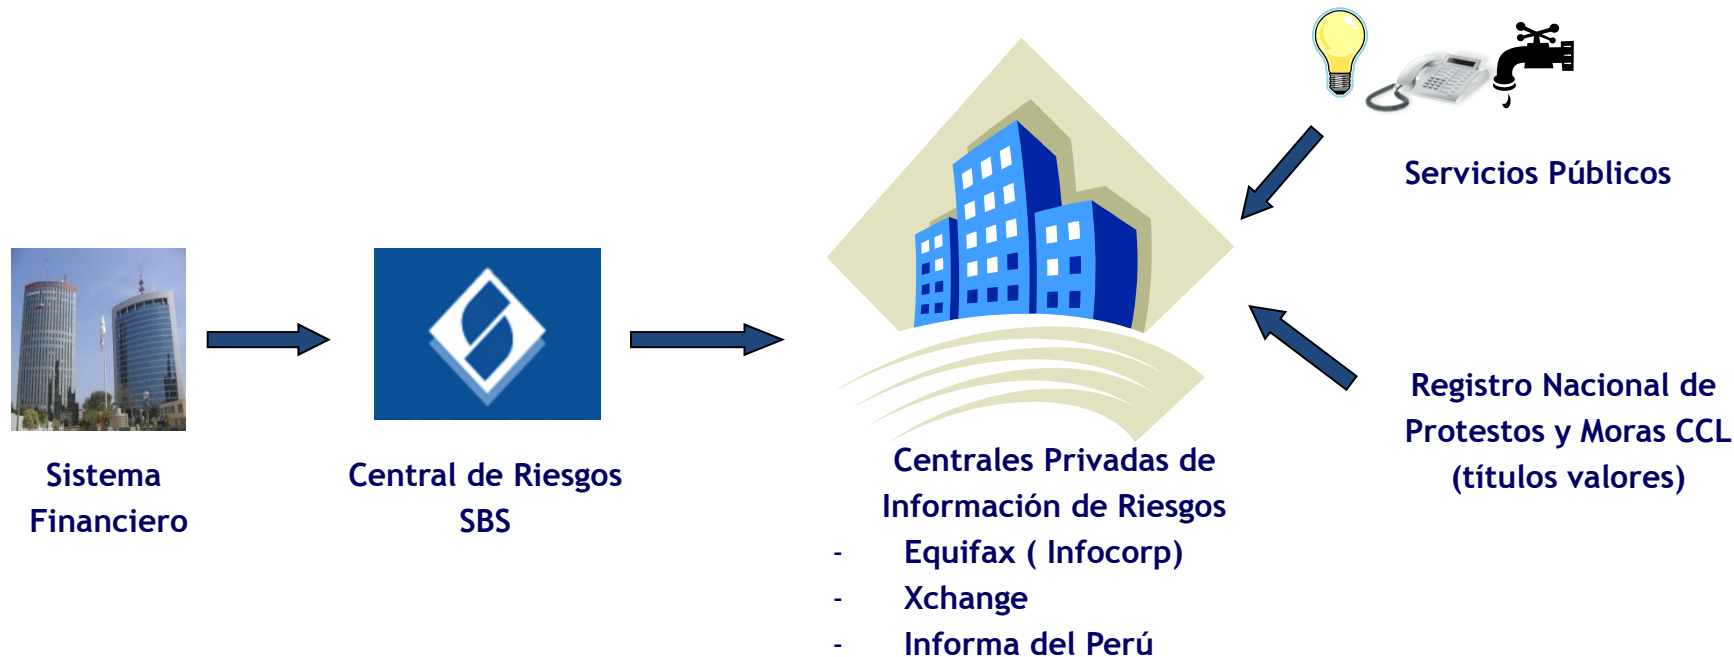 Servicios Públicos
Registro Nacional de
Protestos y Moras CCL
(títulos valores)
Sistema
Financiero
Central de Riesgos
SBS
Centrales Privadas de
Información de Riesgos
- Equifax ( Infocorp)
- Xchange
- Informa del Perú